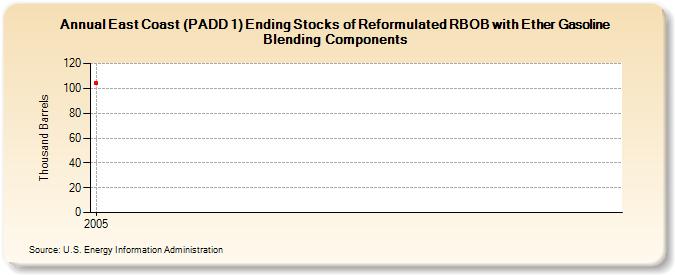 Annual East Coast (PADD 1) Ending Stocks of Reformulated RBOB with Ether Gasoline
Blending Components
Thousand Barrels
120
100
80
60
40
20
0
2005
Source: U.S. Energy Information Administration